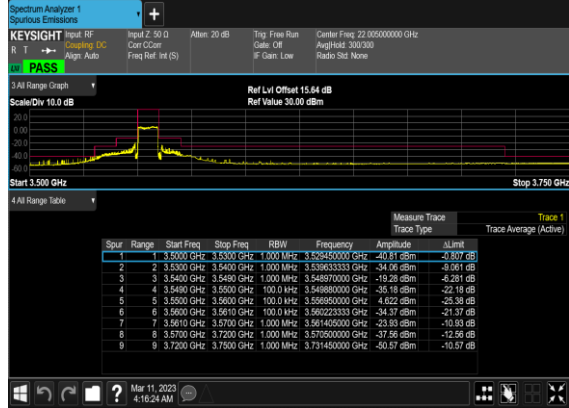 Spectrum Analyzer 1
Spurious Emissions
KEYSIGHT Input: RF Input Z: 50 Ω Atten: 20 dB Trig: Free Run Center Freq: 22.005000000 GHz
R T Coupling: DC Corr CCorr Gate: Off Avg|Hold: 300/300
Align: Auto Freq Ref: Int (S) IF Gain: Low Radio Std: None
PASS
3 All Range Graph
Ref Lvl Offset 15.64 dB
Scale/Div 10.0 dB Ref Value 30.00 dBm
20.0
0.00
-20.0
-40.0
-60.0
Start 3.500 GHz Stop 3.750 GHz
4 All Range Table
Measure Trace Trace 1
Trace Type Trace Average (Active)
Spur Range Start Freq Stop Freq RBW Frequency Amplitude ΔLimit
1 1 3.5000 GHz 3.5300 GHz 1.000 MHz 3.529450000 GHz -40.81 dBm -0.807 dB
2 2 3.5300 GHz 3.5400 GHz 1.000 MHz 3.539633333 GHz -34.06 dBm -9.061 dB
3 3 3.5400 GHz 3.5490 GHz 1.000 MHz 3.548970000 GHz -19.28 dBm -6.281 dB
4 4 3.5490 GHz 3.5500 GHz 100.0 kHz 3.549880000 GHz -35.18 dBm -22.18 dB
5 5 3.5500 GHz 3.5600 GHz 100.0 kHz 3.556950000 GHz 4.622 dBm -25.38 dB
6 6 3.5600 GHz 3.5610 GHz 100.0 kHz 3.560223333 GHz -34.37 dBm -21.37 dB
7 7 3.5610 GHz 3.5700 GHz 1.000 MHz 3.561405000 GHz -23.93 dBm -10.93 dB
8 8 3.5700 GHz 3.7200 GHz 1.000 MHz 3.570500000 GHz -37.56 dBm -12.56 dB
9 9 3.7200 GHz 3.7500 GHz 1.000 MHz 3.731450000 GHz -50.57 dBm -10.57 dB
Mar 11, 2023
4:16:24 AM